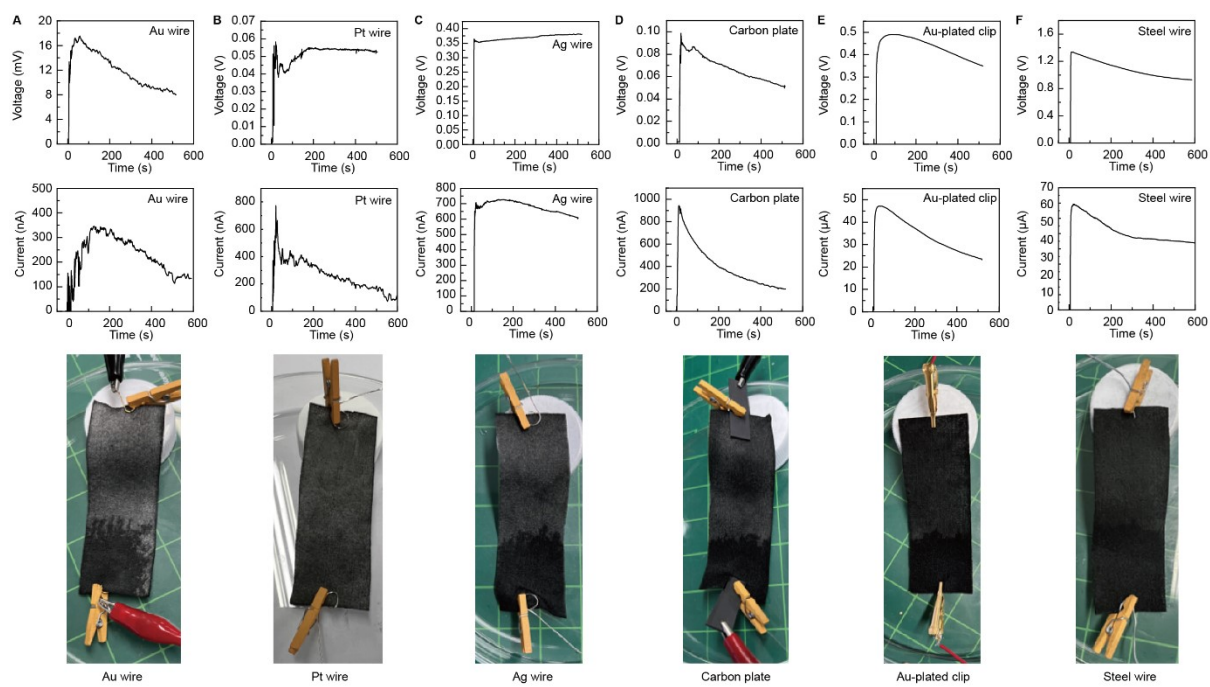 A
Au wire
Voltage (mV)
20
16
12
8
4
0
0
200
400
600
Time (s)
B
Pt wire
Voltage (V)
0.07
0.06
0.05
0.04
0.03
0.02
0.01
0.00
0
200
400
600
Time (s)
C
Ag wire
Voltage (V)
0.40
0.35
0.30
0.25
0.20
0.15
0.10
0.05
0.00
0
200
400
600
Time (s)
D
Carbon plate
Voltage (V)
0.10
0.08
0.06
0.04
0.02
0.00
0
200
400
600
Time (s)
E
Au-plated clip
Voltage (V)
0.5
0.4
0.3
0.2
0.1
0.0
0
200
400
600
Time (s)
F
Steel wire
Voltage (V)
1.8
1.2
0.6
0.0
0
200
400
600
Time (s)
Au wire
Current (nA)
500
400
300
200
100
0
0
200
400
600
Time (s)
Pt wire
Current (nA)
800
600
400
200
0
0
200
400
600
Time (s)
Ag wire
Current (nA)
800
700
600
500
400
300
200
100
0
0
200
400
600
Time (s)
Carbon plate
Current (nA)
1000
800
600
400
200
0
0
200
400
600
Time (s)
Au-plated clip
Current (µA)
50
40
30
20
10
0
0
200
400
600
Time (s)
Steel wire
Current (µA)
70
60
50
40
30
50
10
0
0
200
400
600
Time (s)
Au wire
Pt wire
Ag wire
Carbon plate
Au-plated clip
Steel wire